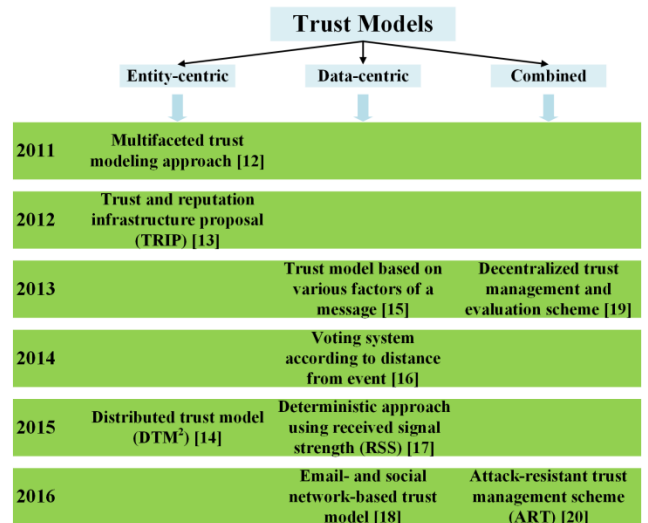 Trust Models
Entity-centric
Data-centric
Combined
2011
Multifaceted trust
modeling approach [12]
2012
Trust and reputation
infrastructure proposal
(TRIP) [13]
2013
Trust model based on
various factors of a
message [15]
Decentralized trust
management and
evaluation scheme [19]
2014
Voting system
according to distance
from event [16]
2015
Distributed trust model
(DTM²) [14]
Deterministic approach
using received signal
strength (RSS) [17]
2016
Email- and social
network-based trust
model [18]
Attack-resistant trust
management scheme
(ART) [20]